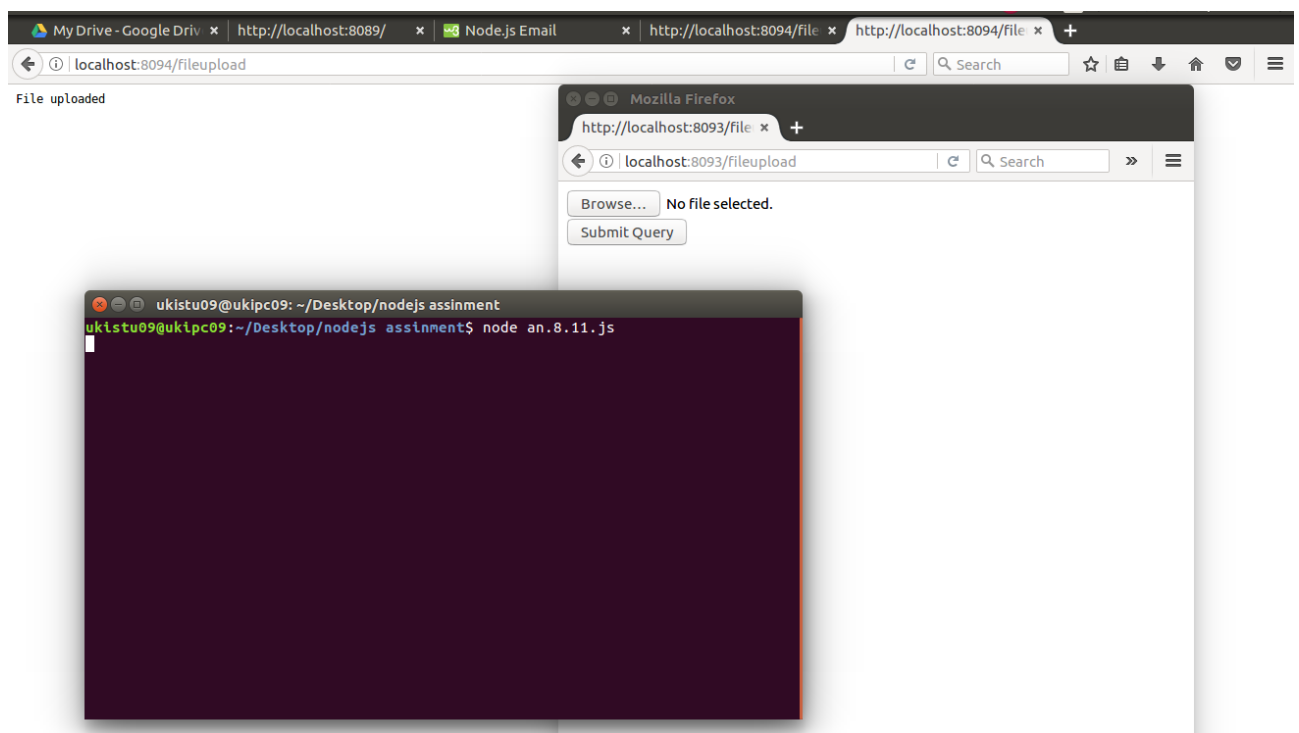 My Drive - Google Driv × http://localhost:8089/ × Node.js Email × http://localhost:8094/file × http://localhost:8094/file × +
localhost:8094/fileupload Search
File uploaded
Mozilla Firefox
http://localhost:8093/file × +
localhost:8093/fileupload Search »
Browse... No file selected.
Submit Query
ukistu09@ukipc09: ~/Desktop/nodejs assinment
ukistu09@ukipc09:~/Desktop/nodejs assinment$ node an.8.11.js